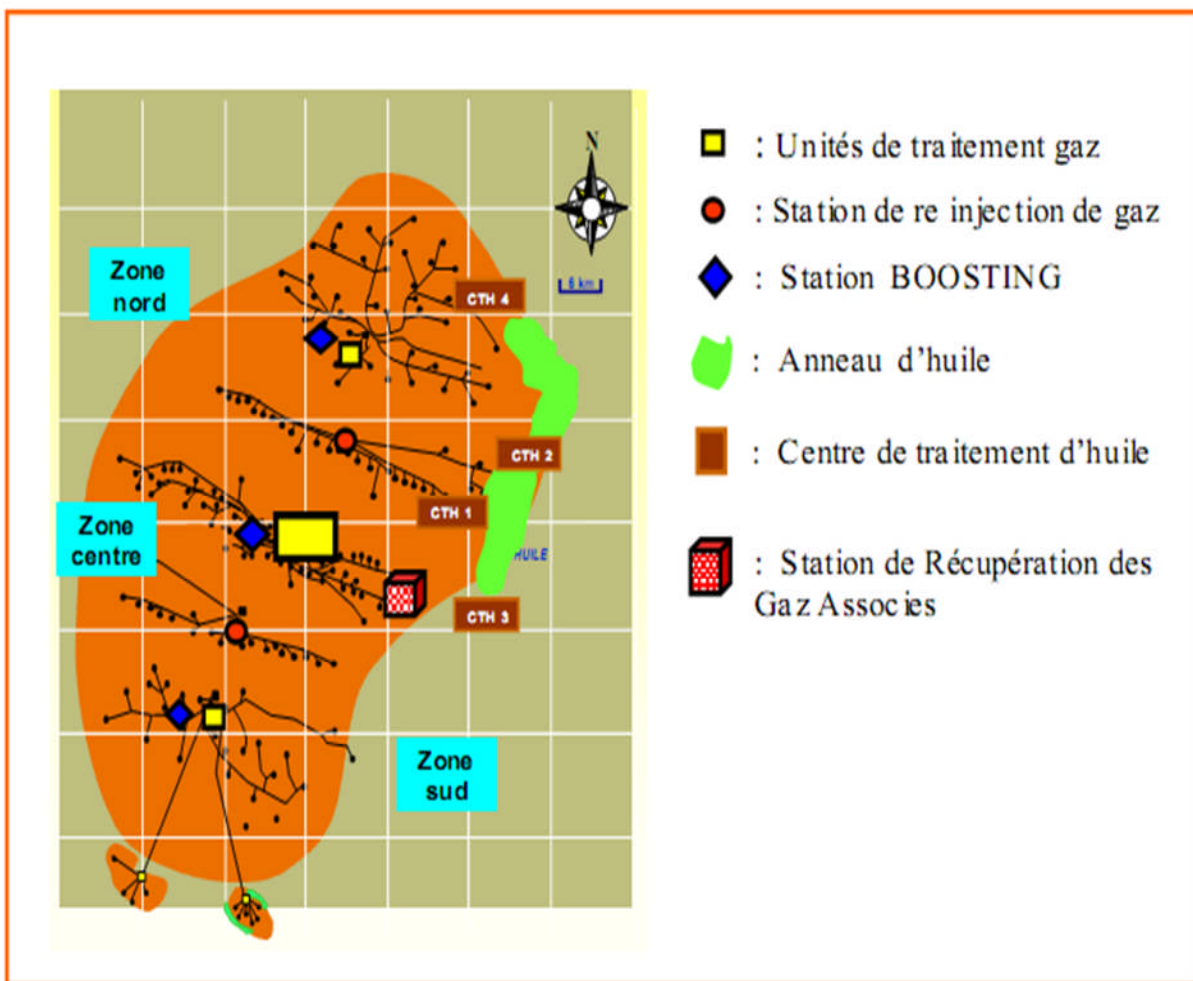 N
Zone
nord
6 km
CTH 4
CTH 2
CTH 1
Zone
centre
HUILE
CTH 3
Zone
sud
: Unités de traitement gaz
: Station de re injection de gaz
: Station BOOSTING
: Anneau d'huile
: Centre de traitement d'huile
: Station de Récupération des
Gaz Associes